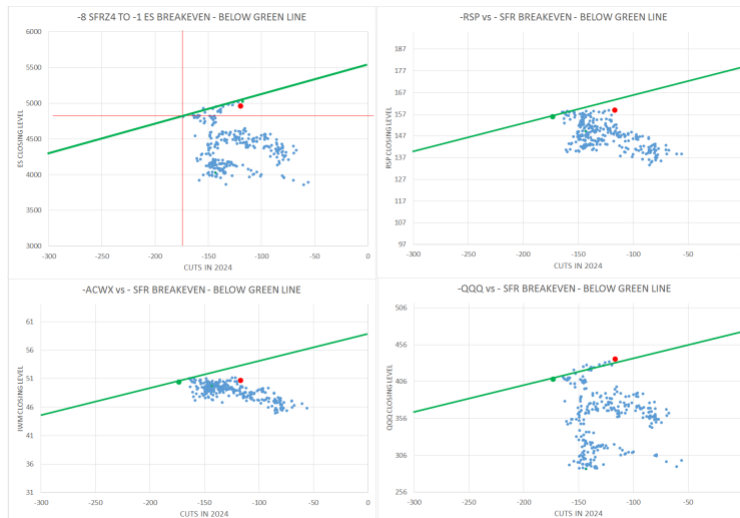 -8 SFRZ4 TO -1 ES BREAKEVEN - BELOW GREEN LINE
6000
5500
5000
4500
4000
3500
3000
ES CLOSING LEVEL
-300 -250 -200 -150 -100 -50 0
CUTS IN 2024
-RSP vs - SFR BREAKEVEN - BELOW GREEN LINE
187
177
167
157
147
137
127
117
107
97
RSP CLOSING LEVEL
-300 -250 -200 -150 -100 -50 0
CUTS IN 2024
-ACWX vs - SFR BREAKEVEN - BELOW GREEN LINE
61
56
51
46
41
36
31
IWM CLOSING LEVEL
-300 -250 -200 -150 -100 -50 0
CUTS IN 2024
-QQQ vs - SFR BREAKEVEN - BELOW GREEN LINE
506
456
406
356
306
256
QQQ CLOSING LEVEL
-300 -250 -200 -150 -100 -50 0
CUTS IN 2024